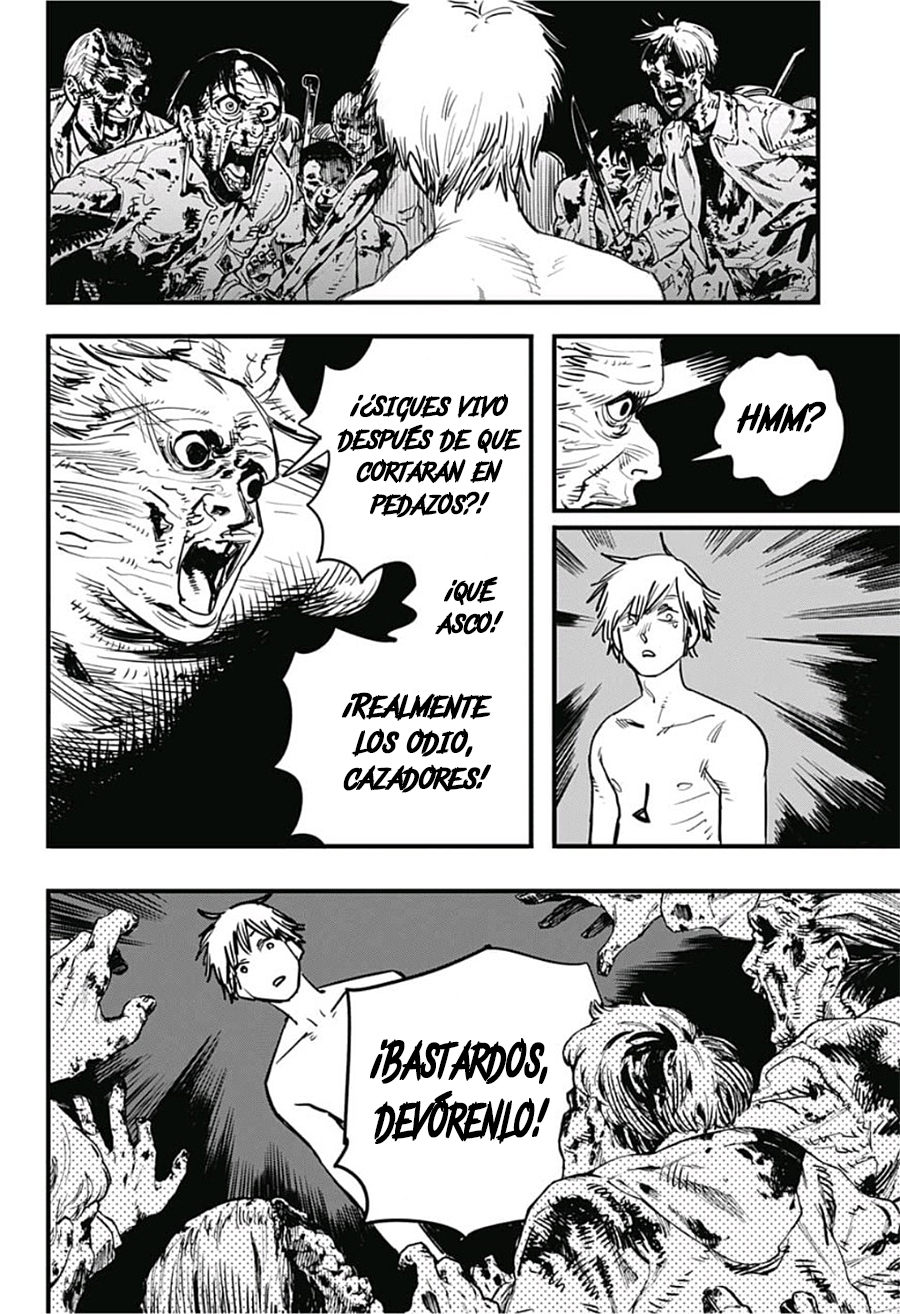 HMM?
¡¿SIGUES VIVO
DESPUÉS DE QUE
CORTARAN EN
PEDAZOS?!
¡QUÉ
ASCO!
¡REALMENTE
LOS ODIO,
CAZADORES!
¡BASTARDOS,
DEVÓRENLO!